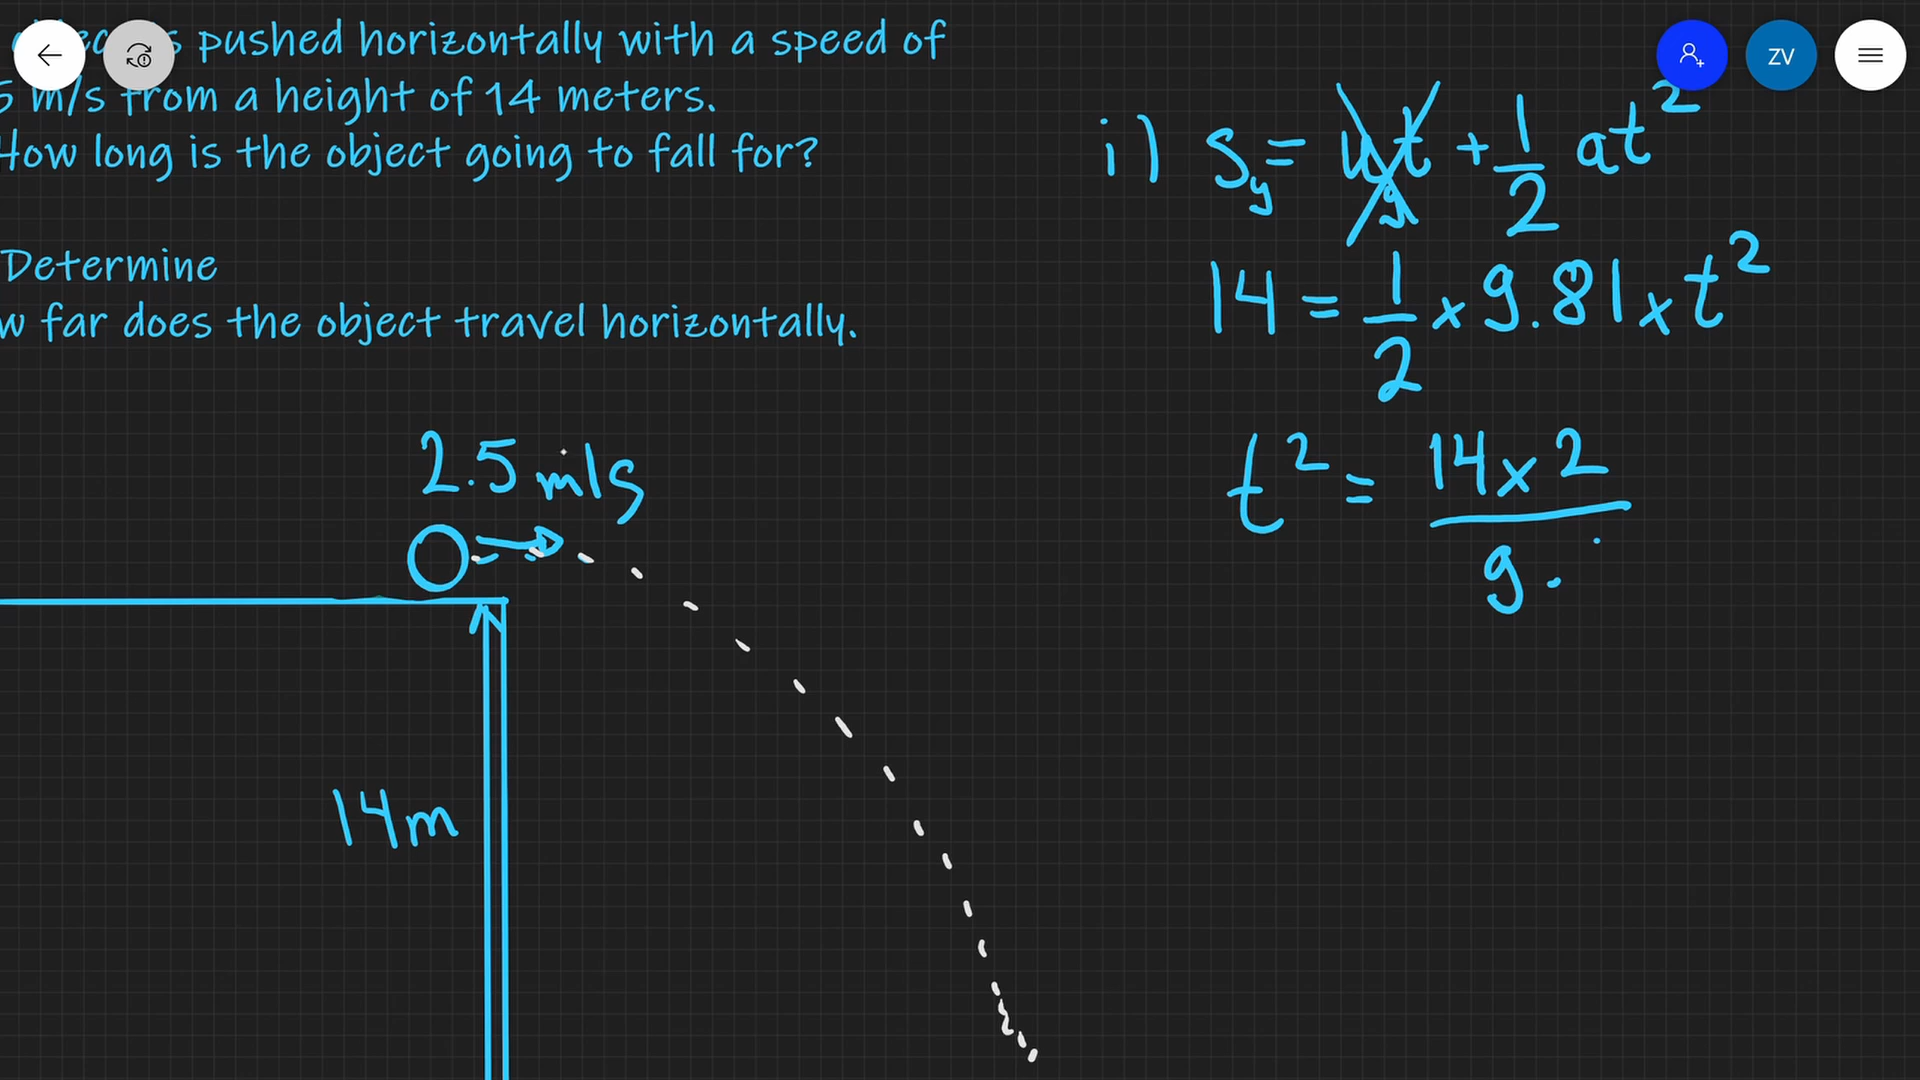 pushed horizontally with a speed of
5 m/s from a height of 14 meters.
How long is the object going to fall for?
Determine
w far does the object travel horizontally.
2.5 m/s
14m
i) Sy = uyt + 1/2 at²
14 = 1/2 × 9.81 × t²
t² = 14 × 2 / 9.
ZV